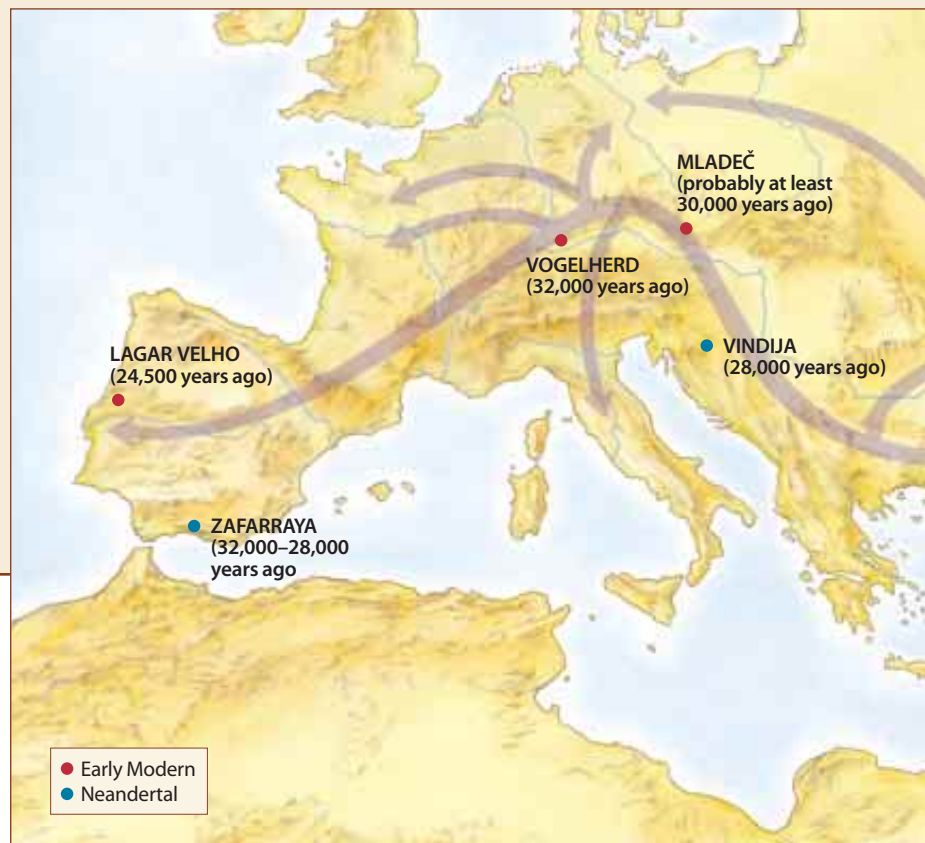 MLADEČ
(probably at least
30,000 years ago)
VOGELHERD
(32,000 years ago)
VINDIJA
(28,000 years ago)
LAGAR VELHO
(24,500 years ago)
ZAFARRAYA
(32,000–28,000
years ago
Early Modern
Neandertal